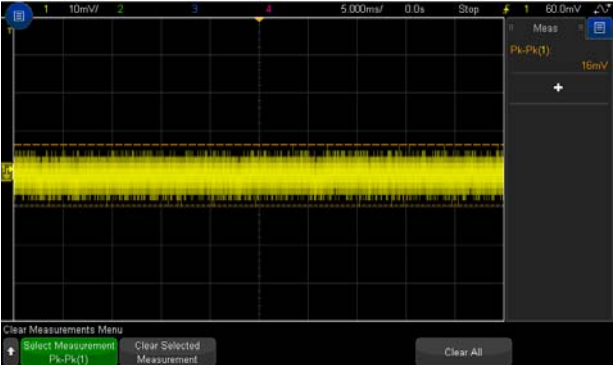 1 10mV/ 2 3 4 5.000ms/ 0.0s Stop 1 60.0mV
Meas
T
Pk-Pk(1):
16mV
Clear Measurements Menu
Select Measurement Clear Selected Clear All
Pk-Pk(1) Measurement